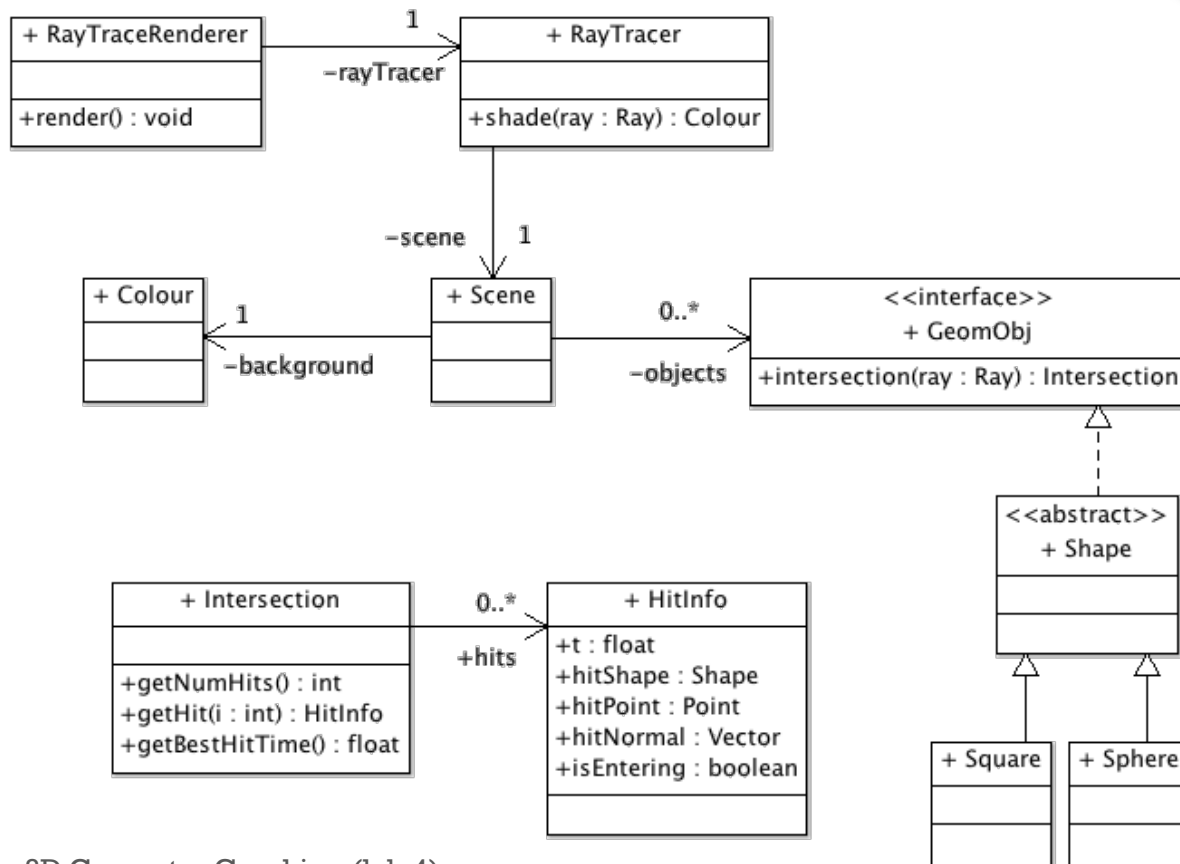 + RayTraceRenderer
+render() : void
1
-rayTracer
+ RayTracer
+shade(ray : Ray) : Colour
-scene
1
+ Colour
1
-background
+ Scene
0..*
-objects
<<interface>>
+ GeomObj
+intersection(ray : Ray) : Intersection
<<abstract>>
+ Shape
+ Intersection
+getNumHits() : int
+getHit(i : int) : HitInfo
+getBestHitTime() : float
0..*
+hits
+ HitInfo
+t : float
+hitShape : Shape
+hitPoint : Point
+hitNormal : Vector
+isEntering : boolean
+ Square
+ Sphere